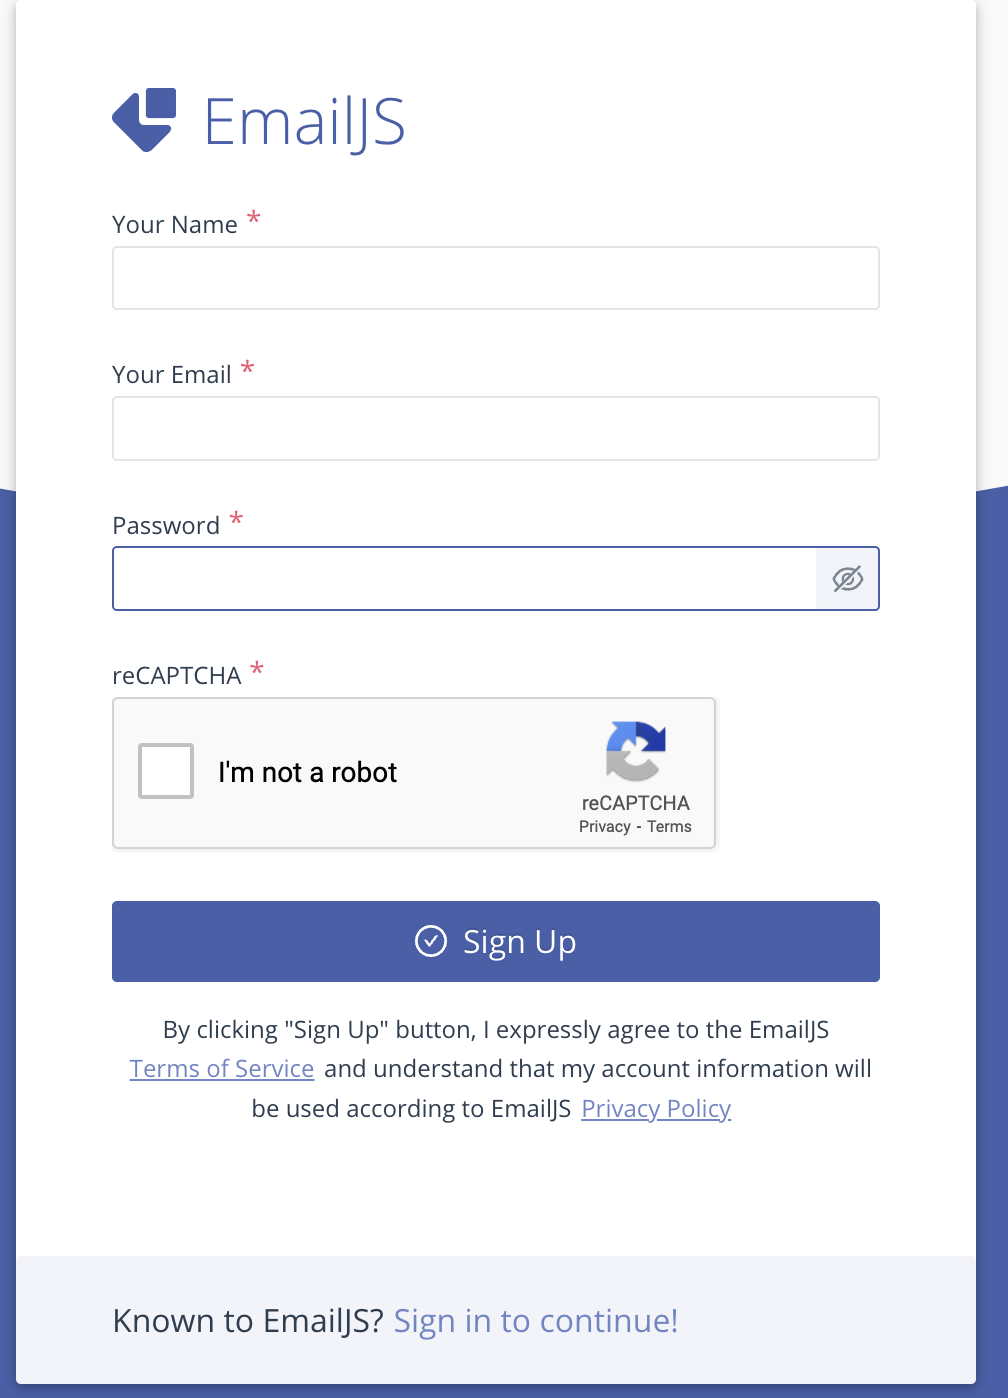 EmailJS
Your Name *
Your Email *
Password *
reCAPTCHA *
I'm not a robot
reCAPTCHA
Privacy - Terms
Sign Up
By clicking "Sign Up" button, I expressly agree to the EmailJS
Terms of Service and understand that my account information will
be used according to EmailJS Privacy Policy
Known to EmailJS? Sign in to continue!